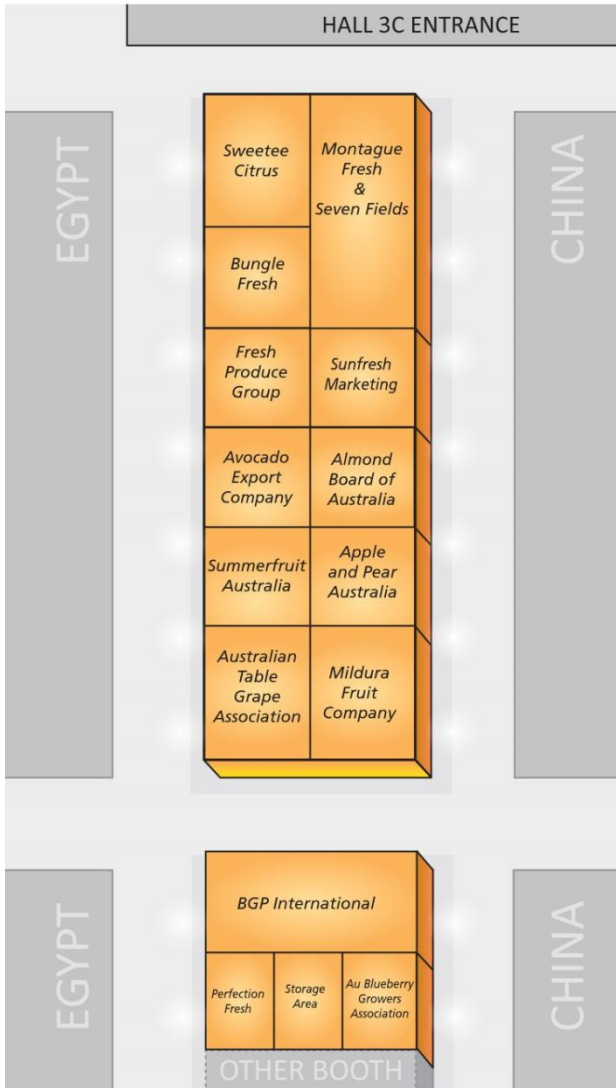 HALL 3C ENTRANCE
EGYPT
CHINA
Sweetee
Citrus
Montague
Fresh
&
Seven Fields
Bungle
Fresh
Fresh
Produce
Group
Sunfresh
Marketing
Avocado
Export
Company
Almond
Board of
Australia
Summerfruit
Australia
Apple
and Pear
Australia
Australian
Table
Grape
Association
Mildura
Fruit
Company
BGP International
EGYPT
CHINA
Perfection
Fresh
Storage
Area
Au Blueberry
Growers
Association
OTHER BOOTH